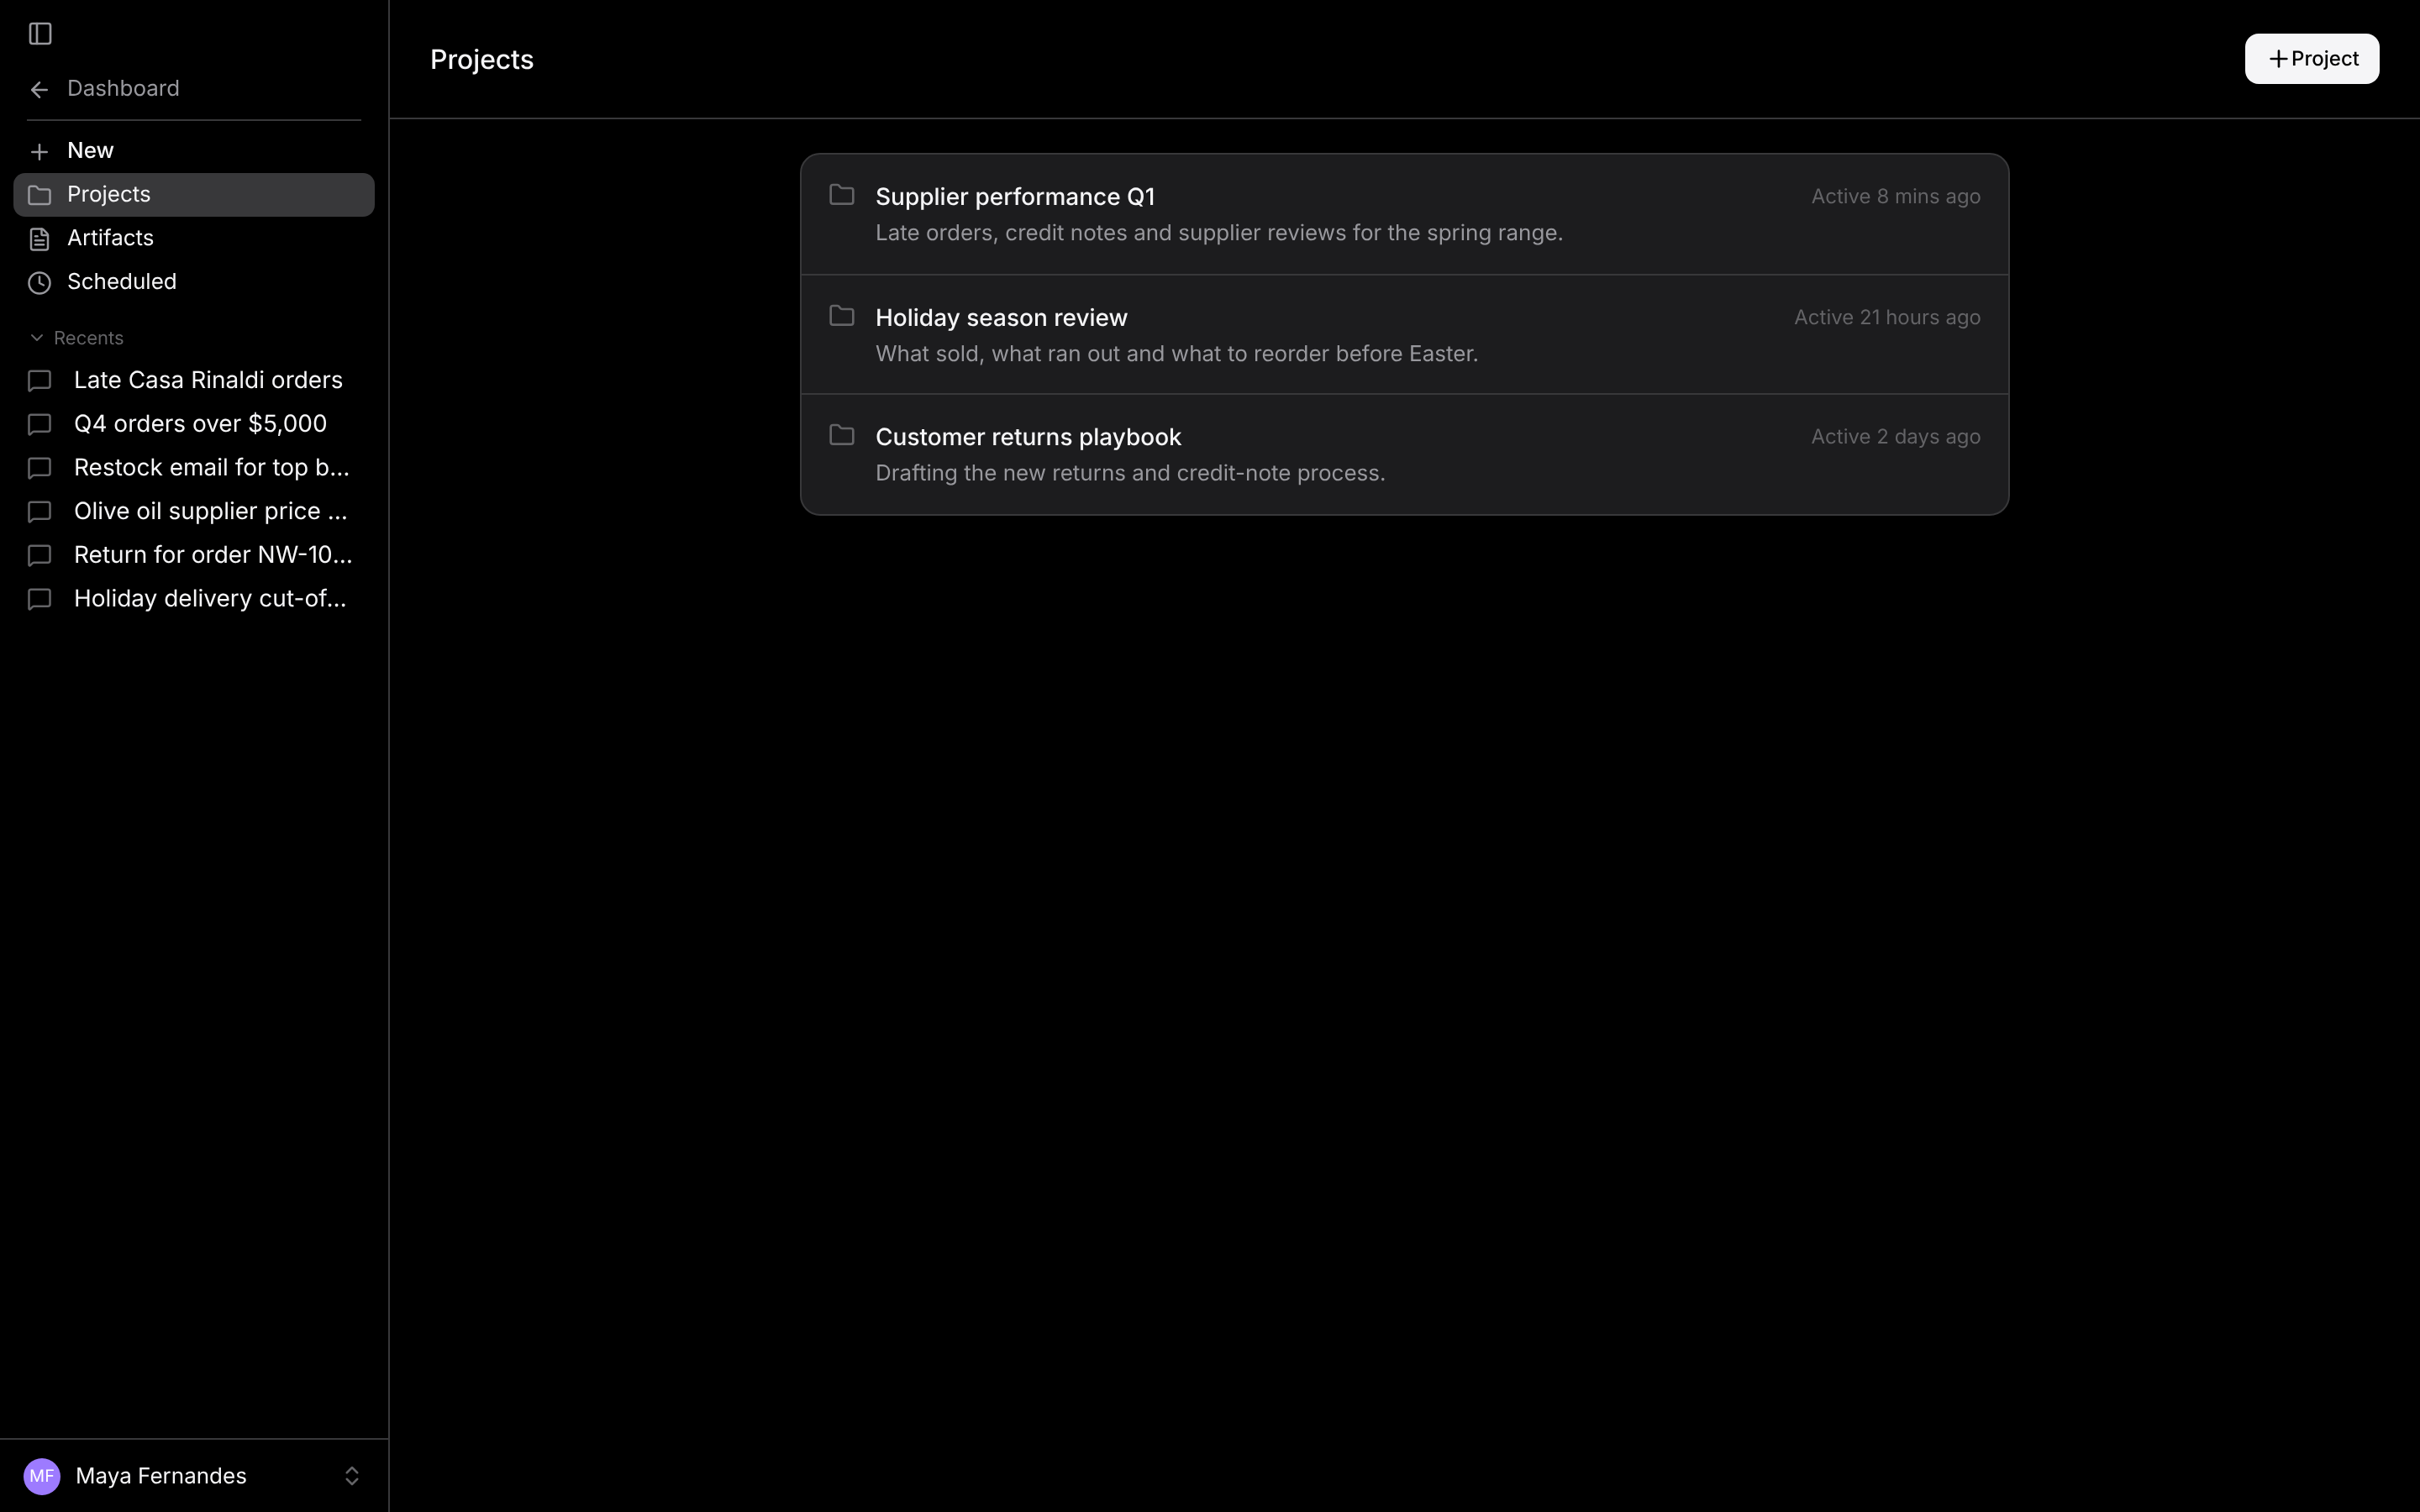 Dashboard
New
Projects
Artifacts
Scheduled
Recents
Late Casa Rinaldi orders
Q4 orders over $5,000
Restock email for top b...
Olive oil supplier price ...
Return for order NW-10...
Holiday delivery cut-of...
MF Maya Fernandes
Projects
Project
Supplier performance Q1 Active 8 mins ago
Late orders, credit notes and supplier reviews for the spring range.
Holiday season review Active 21 hours ago
What sold, what ran out and what to reorder before Easter.
Customer returns playbook Active 2 days ago
Drafting the new returns and credit-note process.